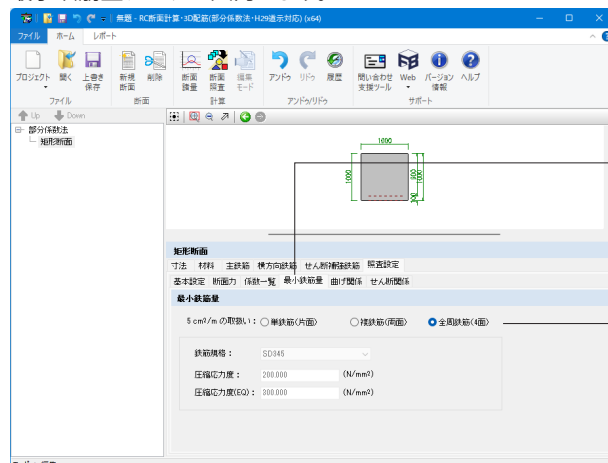 無題 - RC断面計算・3D配筋(部分係数法・H29道示対応) (x64)
ファイル ホーム レポート
プロジェクト 開く 上書き保存 新規断面 削除 断面諸量 断面照査 編集モード アンドゥ リドゥ 履歴 問い合わせ支援ツール Web バージョン情報 ヘルプ
ファイル 断面 計算 アンドゥ/リドゥ サポート
Up Down
部分係数法
矩形断面
1000
1000
900
1000
100
矩形断面
寸法 材料 主鉄筋 横方向鉄筋 せん断補強鉄筋 照査設定
基本設定 断面力 係数一覧 最小鉄筋量 曲げ関係 せん断関係
最小鉄筋量
5 cm²/m の取扱い: 単鉄筋(片面) 複鉄筋(両面) 全周鉄筋(4面)
鉄筋規格: SD345
圧縮応力度: 200.000 (N/mm²)
圧縮応力度(EQ): 300.000 (N/mm²)